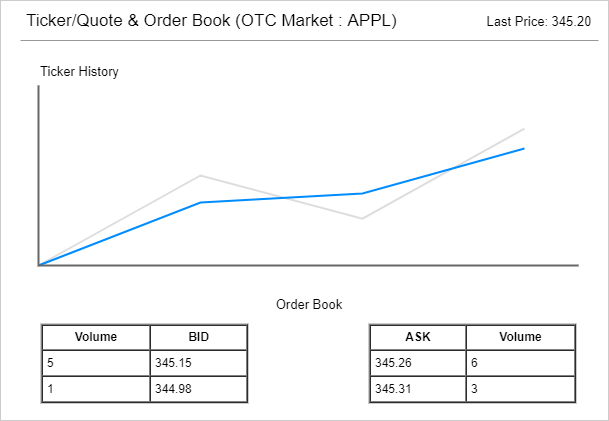 Ticker/Quote & Order Book (OTC Market : APPL) Last Price: 345.20
Ticker History
Order Book
Volume BID ASK Volume
5 345.15 345.26 6
1 344.98 345.31 3